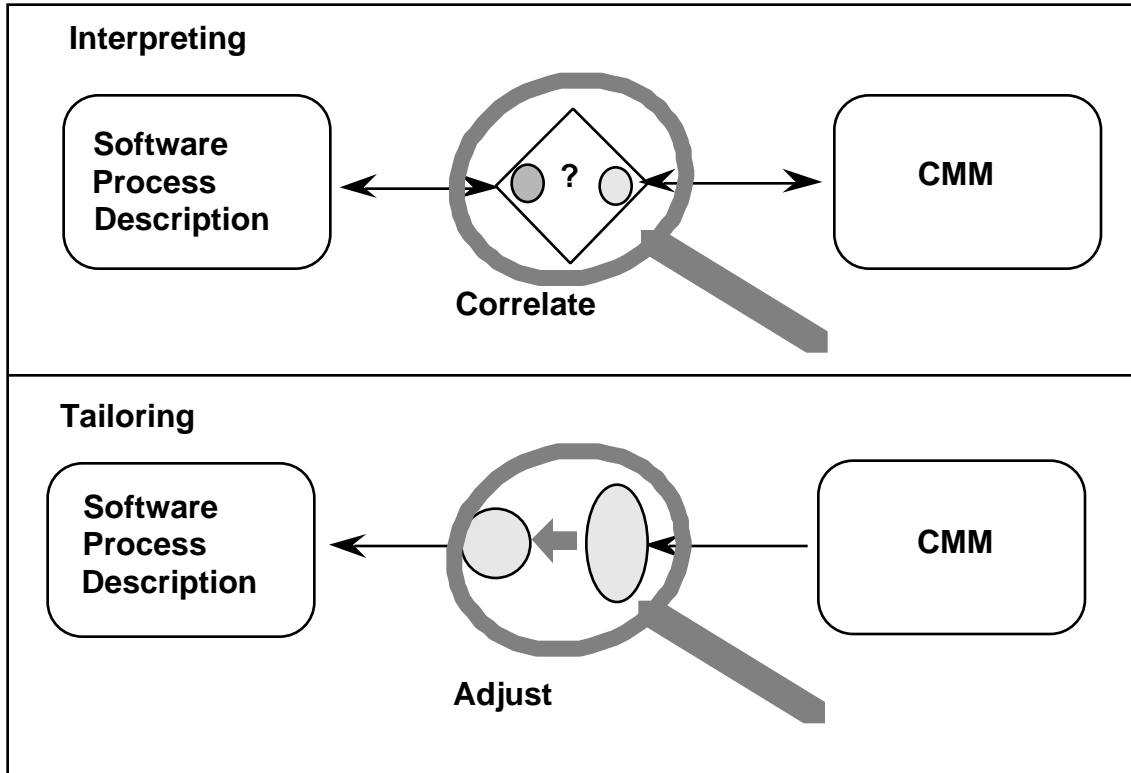 Interpreting
Software
Process
Description
?
CMM
Correlate
Tailoring
Software
Process
Description
CMM
Adjust